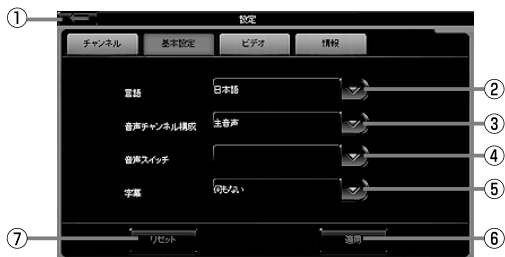 ① 設定
チャンネル 基本設定 ビデオ 情報
言語 日本語 ②
音声チャンネル構成 主音声 ③
音声スイッチ ④
字幕 何もない ⑤
⑦ リセット 適用 ⑥